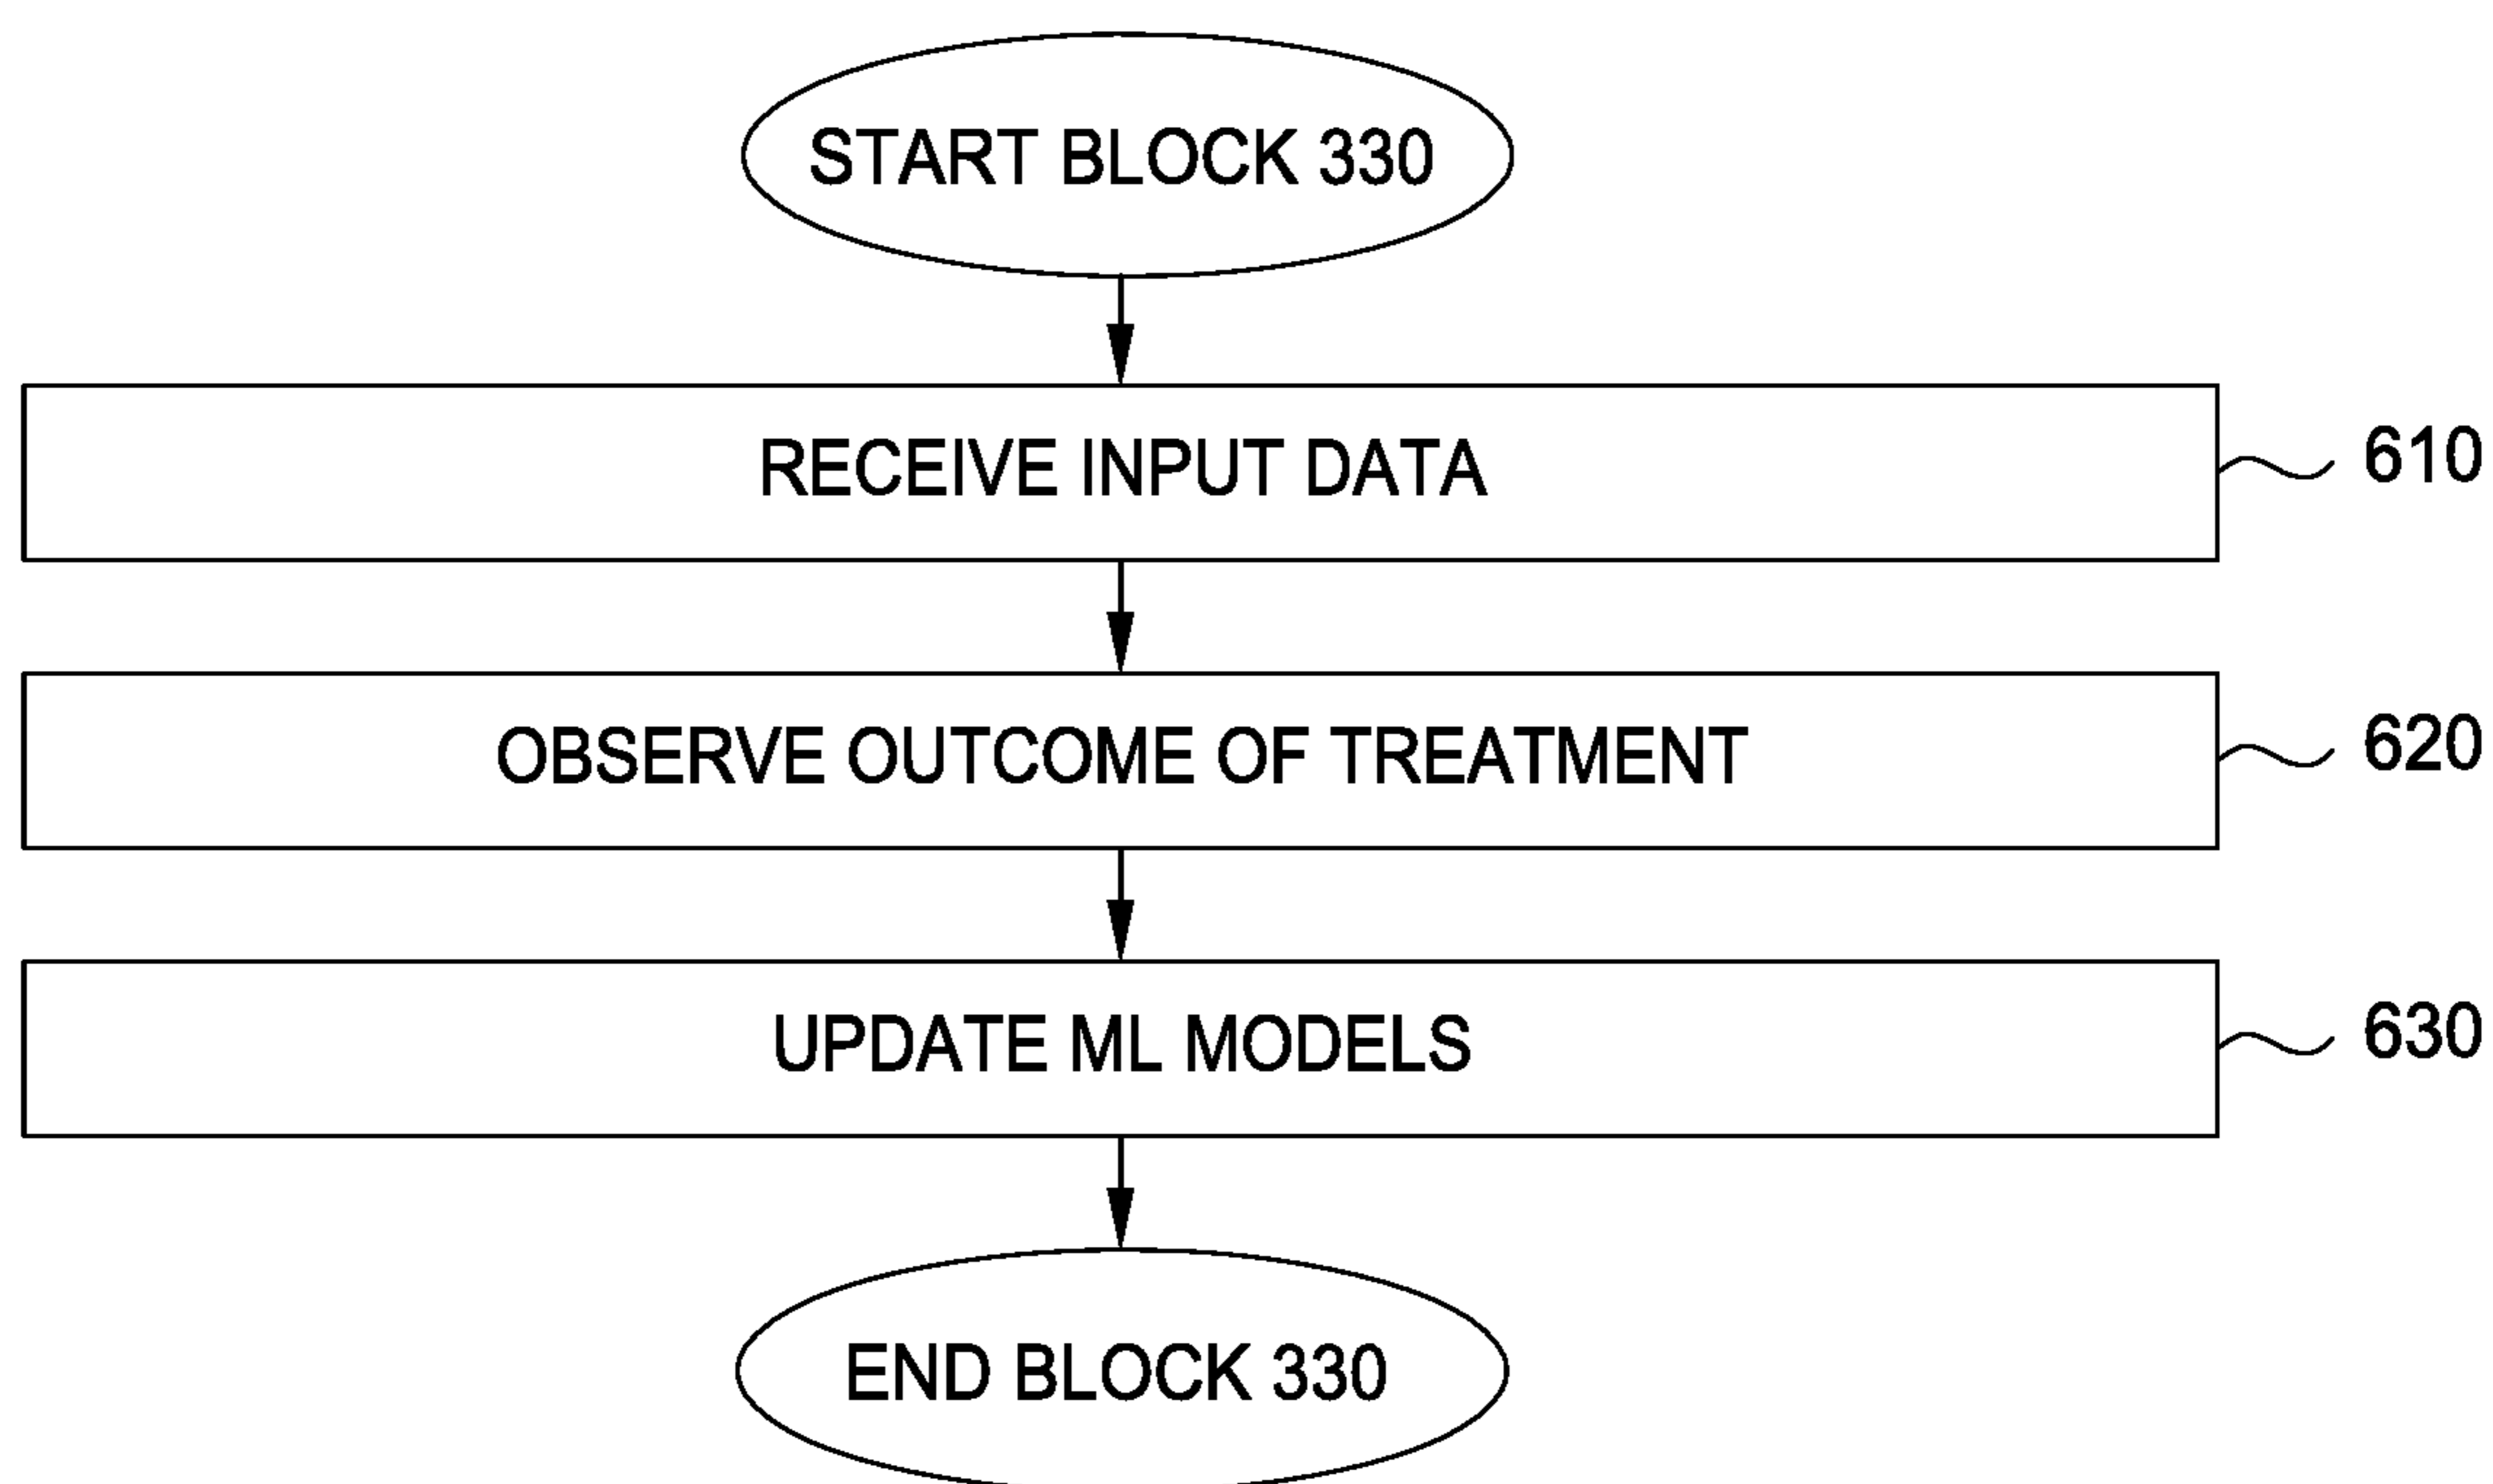 START BLOCK 330
RECEIVE INPUT DATA
610
OBSERVE OUTCOME OF TREATMENT
620
UPDATE ML MODELS
630
END BLOCK 330